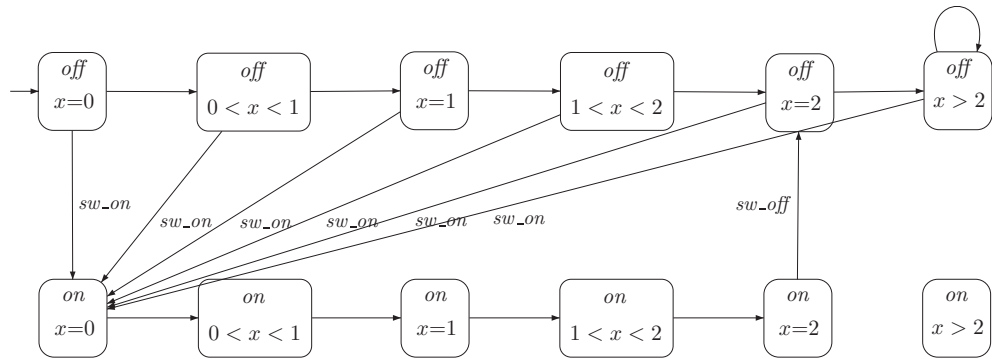 off off off off off off
x=0 0 < x < 1 x=1 1 < x < 2 x=2 x > 2
sw_on sw_on sw_on sw_on sw_on sw_on sw_off
on on on on on on
x=0 0 < x < 1 x=1 1 < x < 2 x=2 x > 2